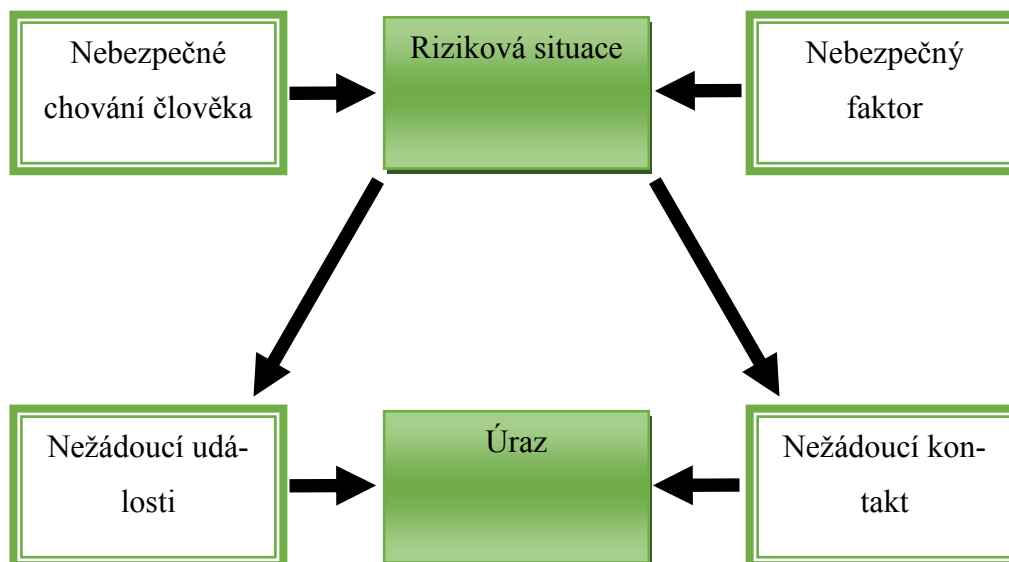 Nebezpečné
chování člověka
Riziková situace
Nebezpečný
faktor
Nežádoucí udá-
losti
Úraz
Nežádoucí kon-
takt